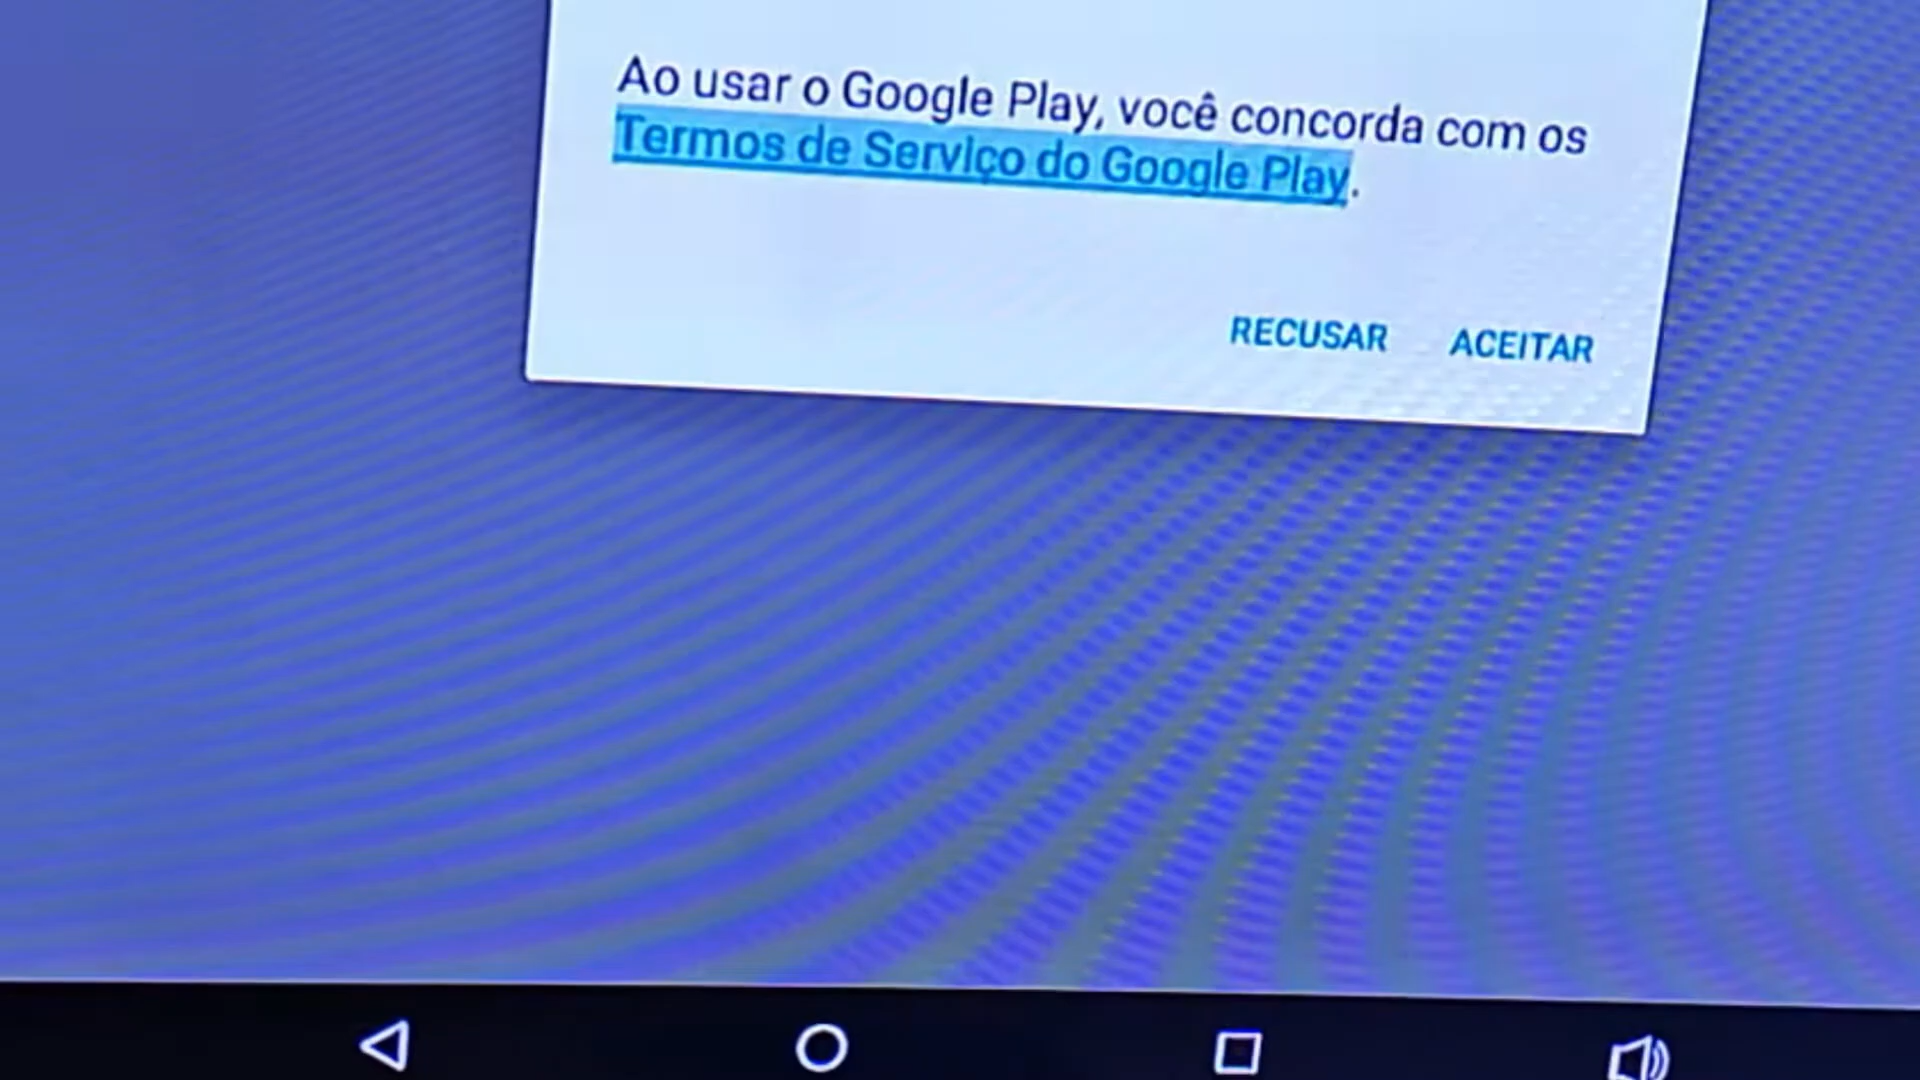 Ao usar o Google Play, você concorda com os
Termos de Serviço do Google Play.
RECUSAR ACEITAR